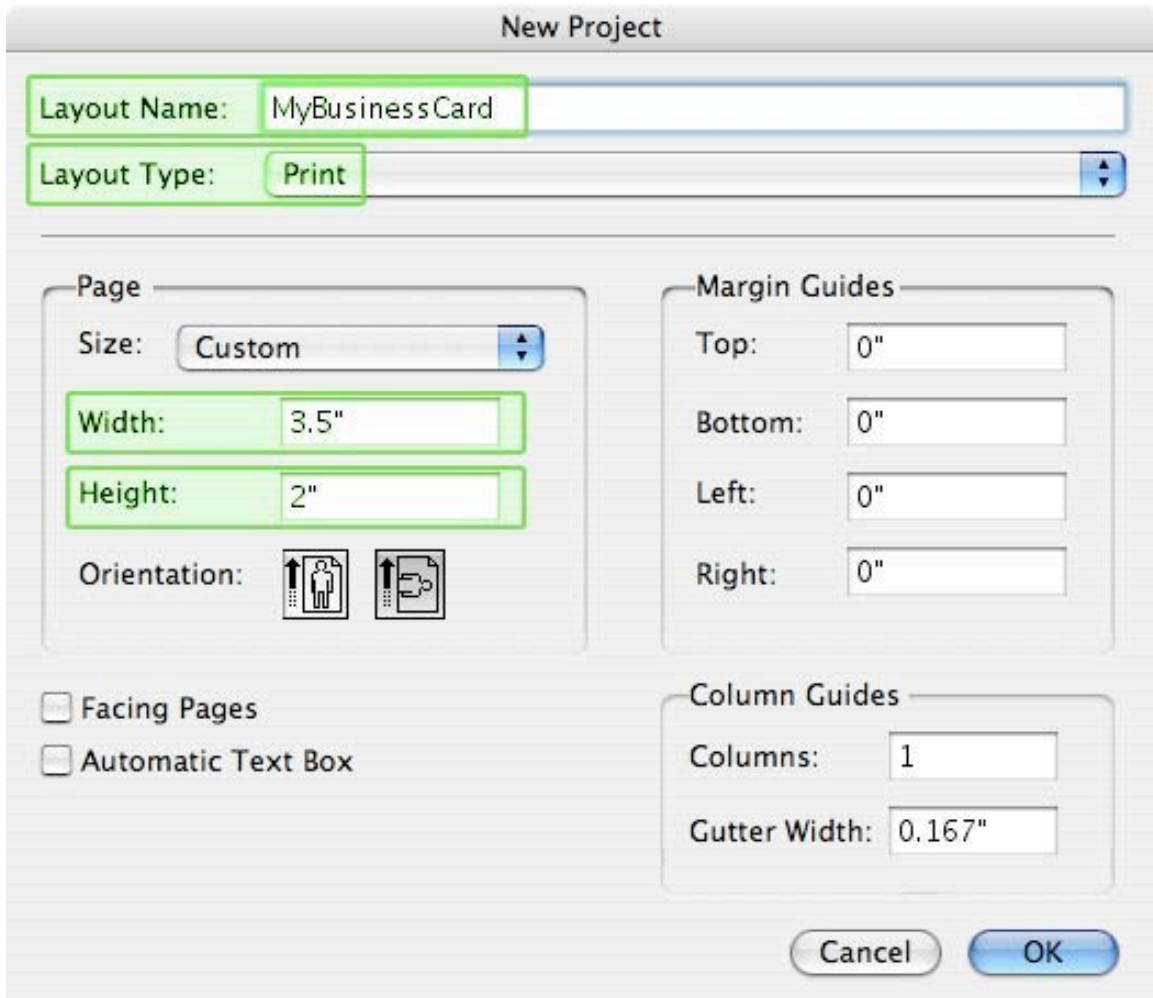 New Project
Layout Name: MyBusinessCard
Layout Type: Print
Page
Size: Custom
Width: 3.5"
Height: 2"
Orientation:
Margin Guides
Top: 0"
Bottom: 0"
Left: 0"
Right: 0"
Facing Pages
Automatic Text Box
Column Guides
Columns: 1
Gutter Width: 0.167"
Cancel OK